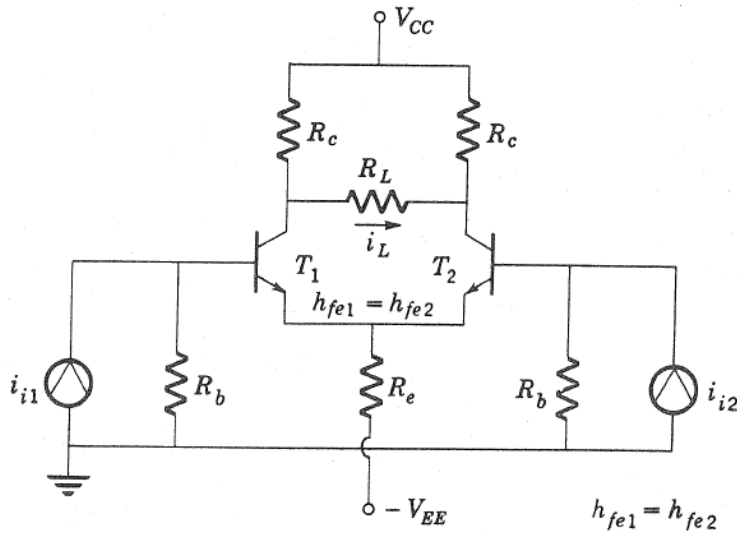 V_CC
R_c
R_c
R_L
i_L
T_1
T_2
h_fe1 = h_fe2
i_i1
R_b
R_e
R_b
i_i2
-V_EE
h_fe1 = h_fe2